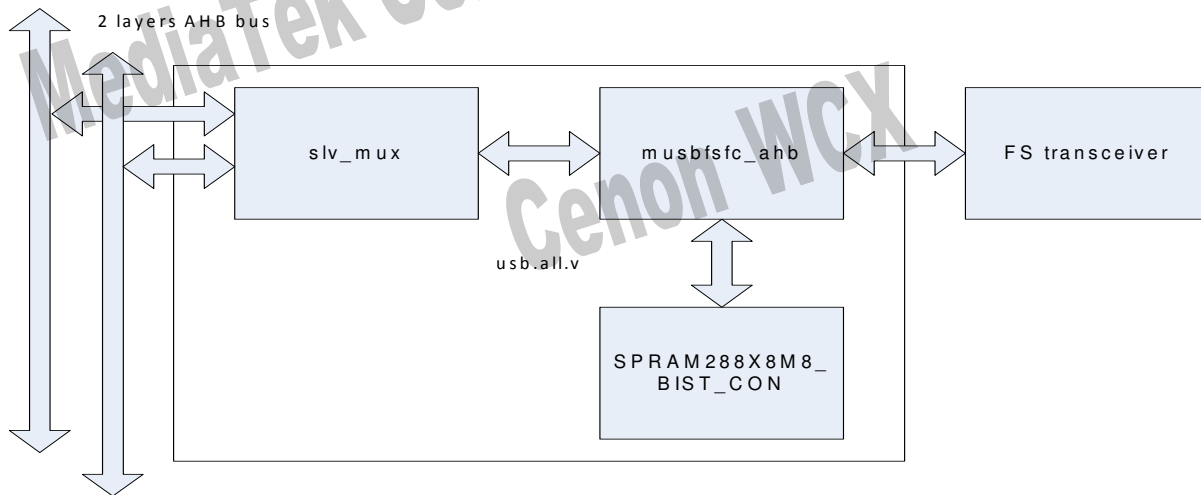 2 layers AHB bus
MediaTek
slv_mux
musbfsfc_ahb
FS transceiver
Cenon WCX
usb.all.v
SPRAM288X8M8_
BIST_CON